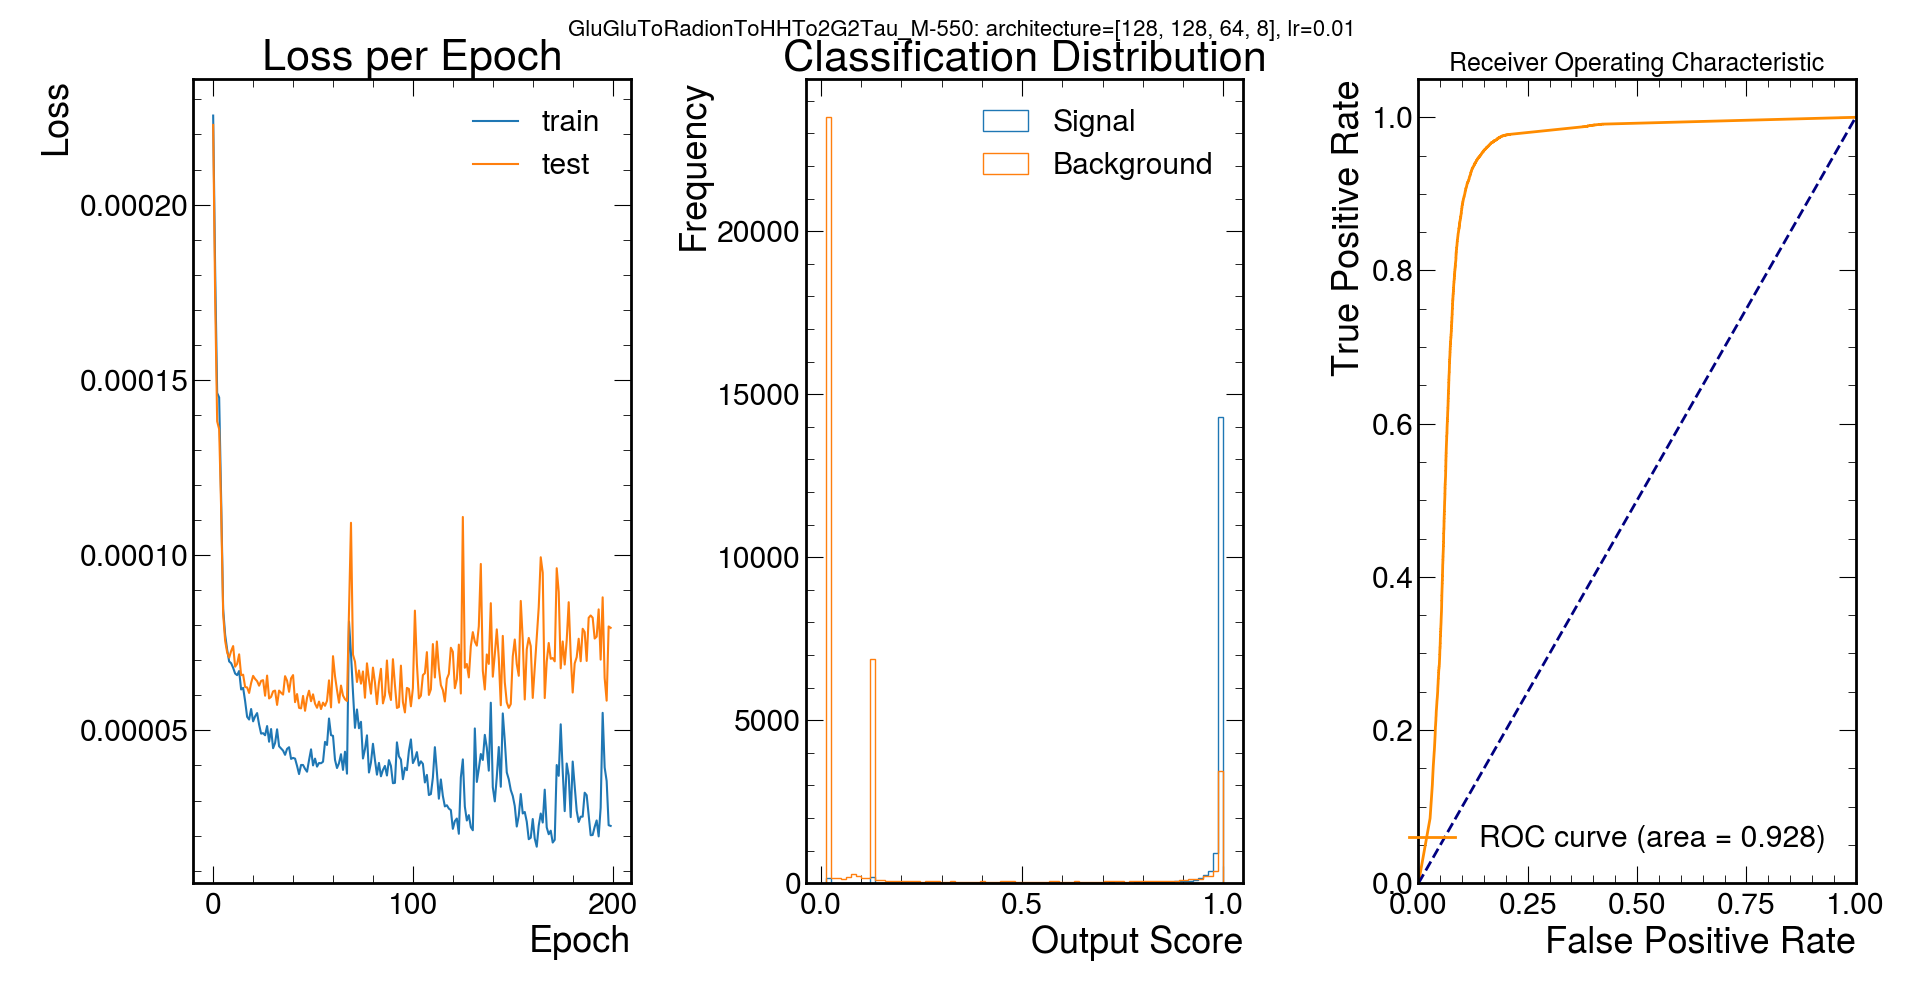 GluGluToRadionToHHTo2G2Tau_M-550: architecture=[128, 128, 64, 8], lr=0.01
Loss per Epoch
Loss
train
test
0.00020
0.00015
0.00010
0.00005
0 100 200
Epoch
Classification Distribution
Frequency
Signal
Background
20000
15000
10000
5000
0
0.0 0.5 1.0
Output Score
Receiver Operating Characteristic
True Positive Rate
1.0
0.8
0.6
0.4
0.2
0.0
ROC curve (area = 0.928)
0.00 0.25 0.50 0.75 1.00
False Positive Rate